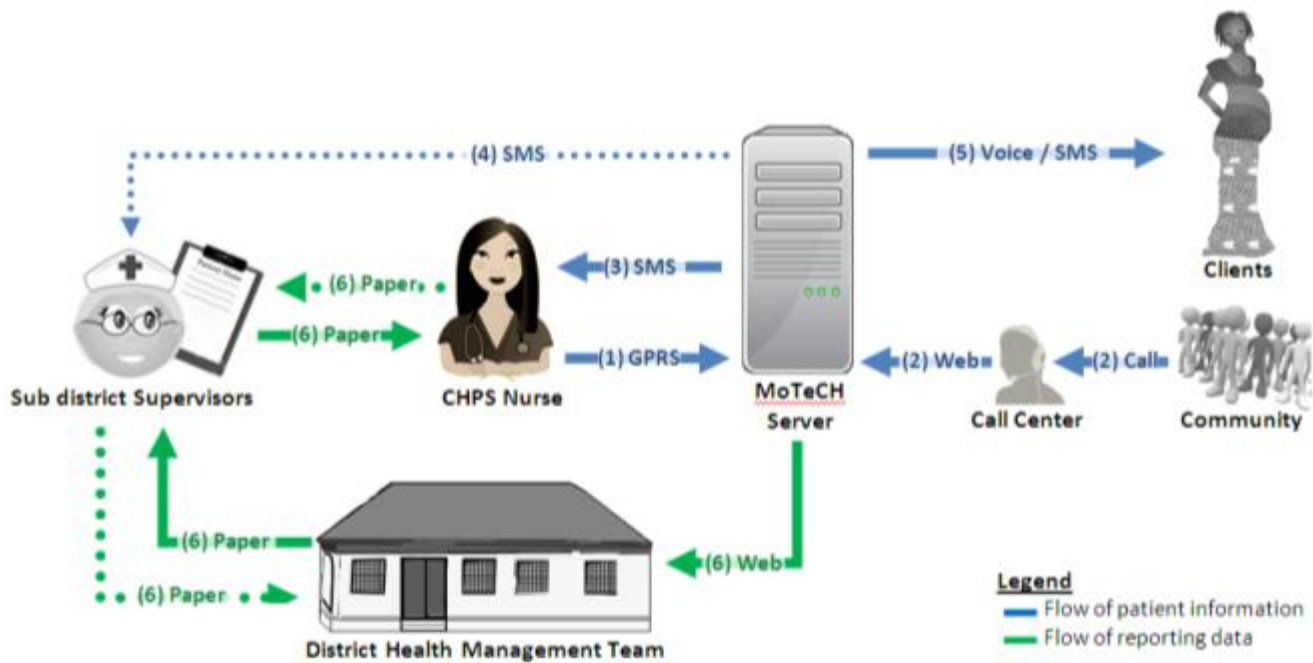 (4) SMS
(5) Voice / SMS
Clients
(3) SMS
(6) Paper
(6) Paper
(1) GPRS
(2) Web
(2) Call
Sub district Supervisors
CHPS Nurse
MoTeCH
Server
Call Center
Community
(6) Paper
(6) Web
(6) Paper
District Health Management Team
Legend
Flow of patient information
Flow of reporting data